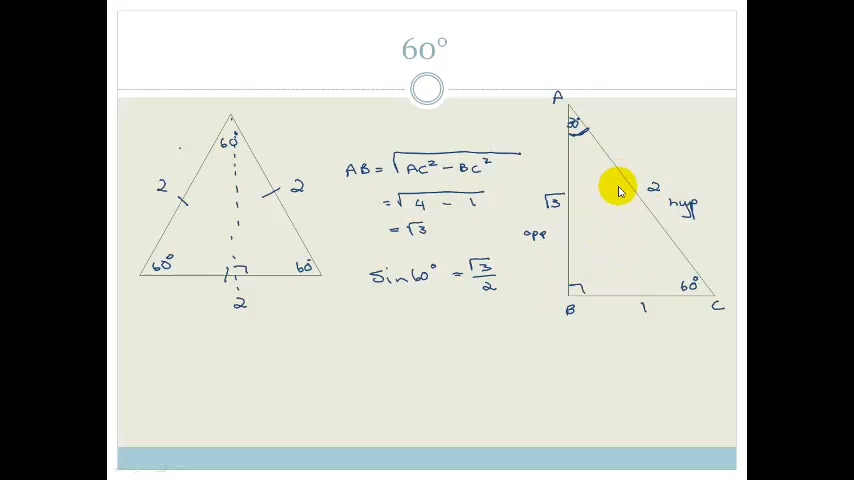 60°
60°
2
2
60°
60°
2
AB = √AC² - BC²
= √4 - 1
= √3
sin60° = √3/2
A
30°
√3
2
hyp
opp
60°
B
1
C